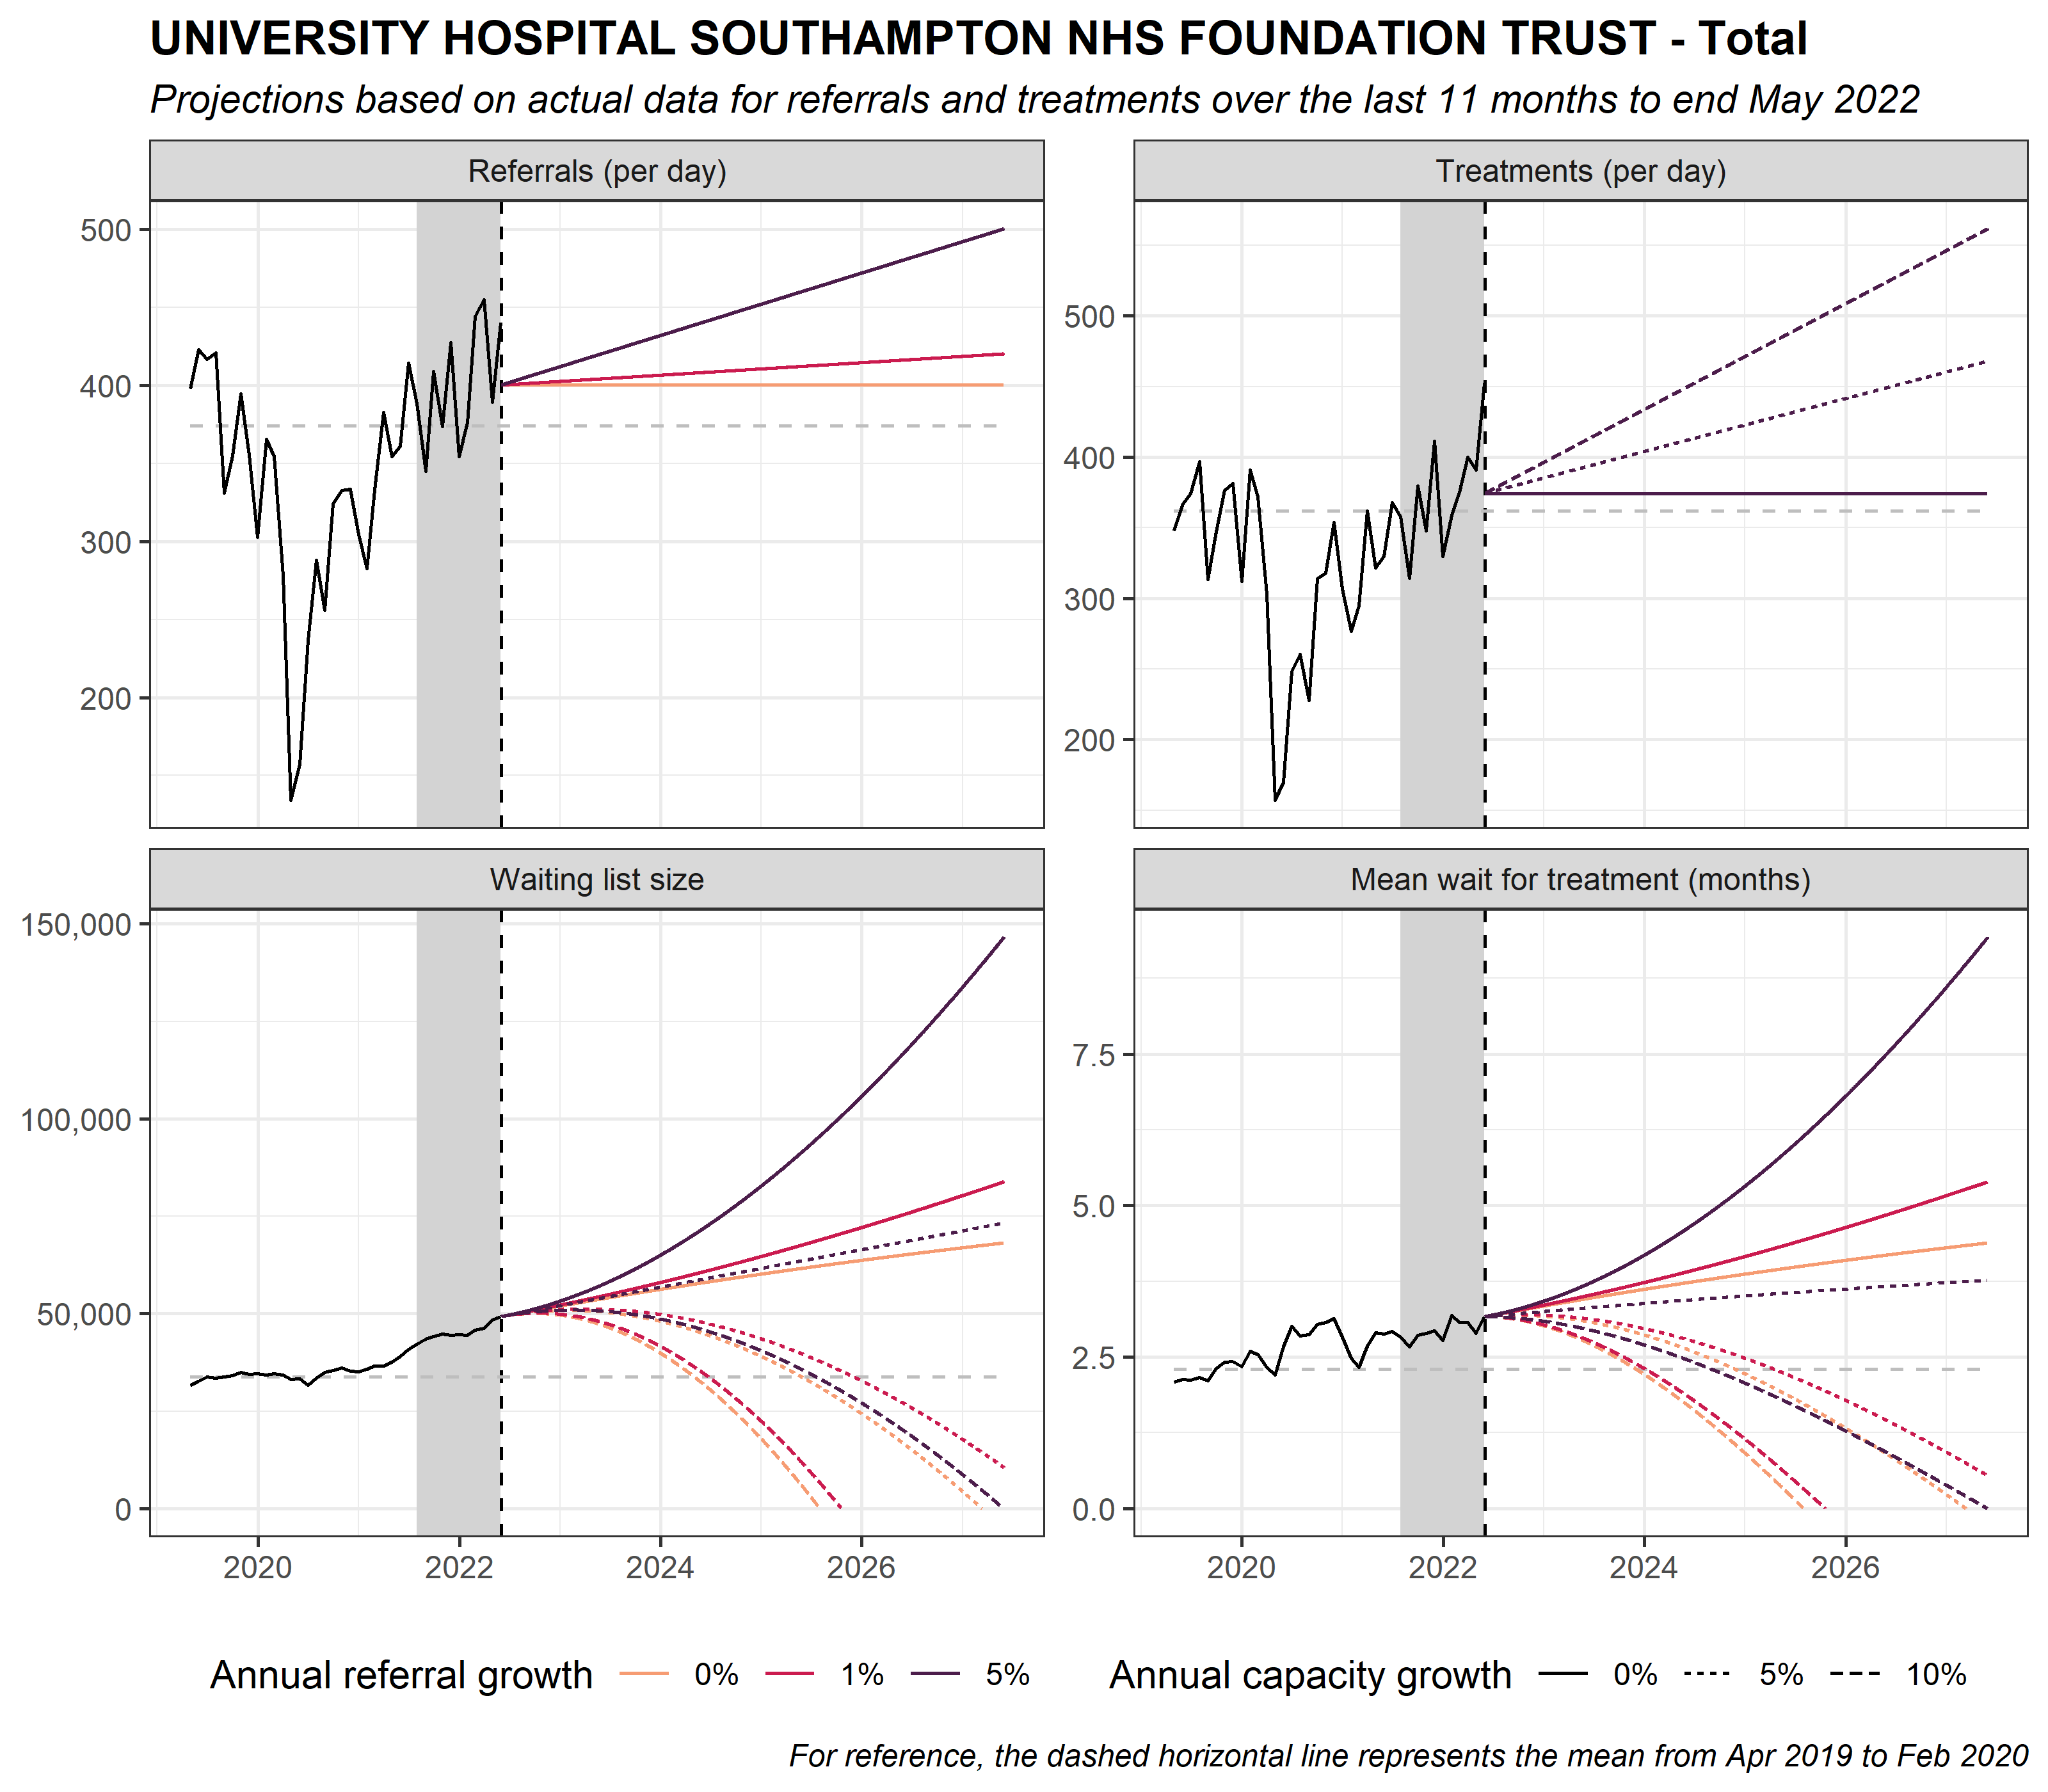 UNIVERSITY HOSPITAL SOUTHAMPTON NHS FOUNDATION TRUST - Total
Projections based on actual data for referrals and treatments over the last 11 months to end May 2022
Referrals (per day)
500
400
300
200
Treatments (per day)
500
400
300
200
Waiting list size
150,000
100,000
50,000
0
2020 2022 2024 2026
Mean wait for treatment (months)
7.5
5.0
2.5
0.0
2020 2022 2024 2026
Annual referral growth 0% 1% 5%
Annual capacity growth 0% 5% 10%
For reference, the dashed horizontal line represents the mean from Apr 2019 to Feb 2020